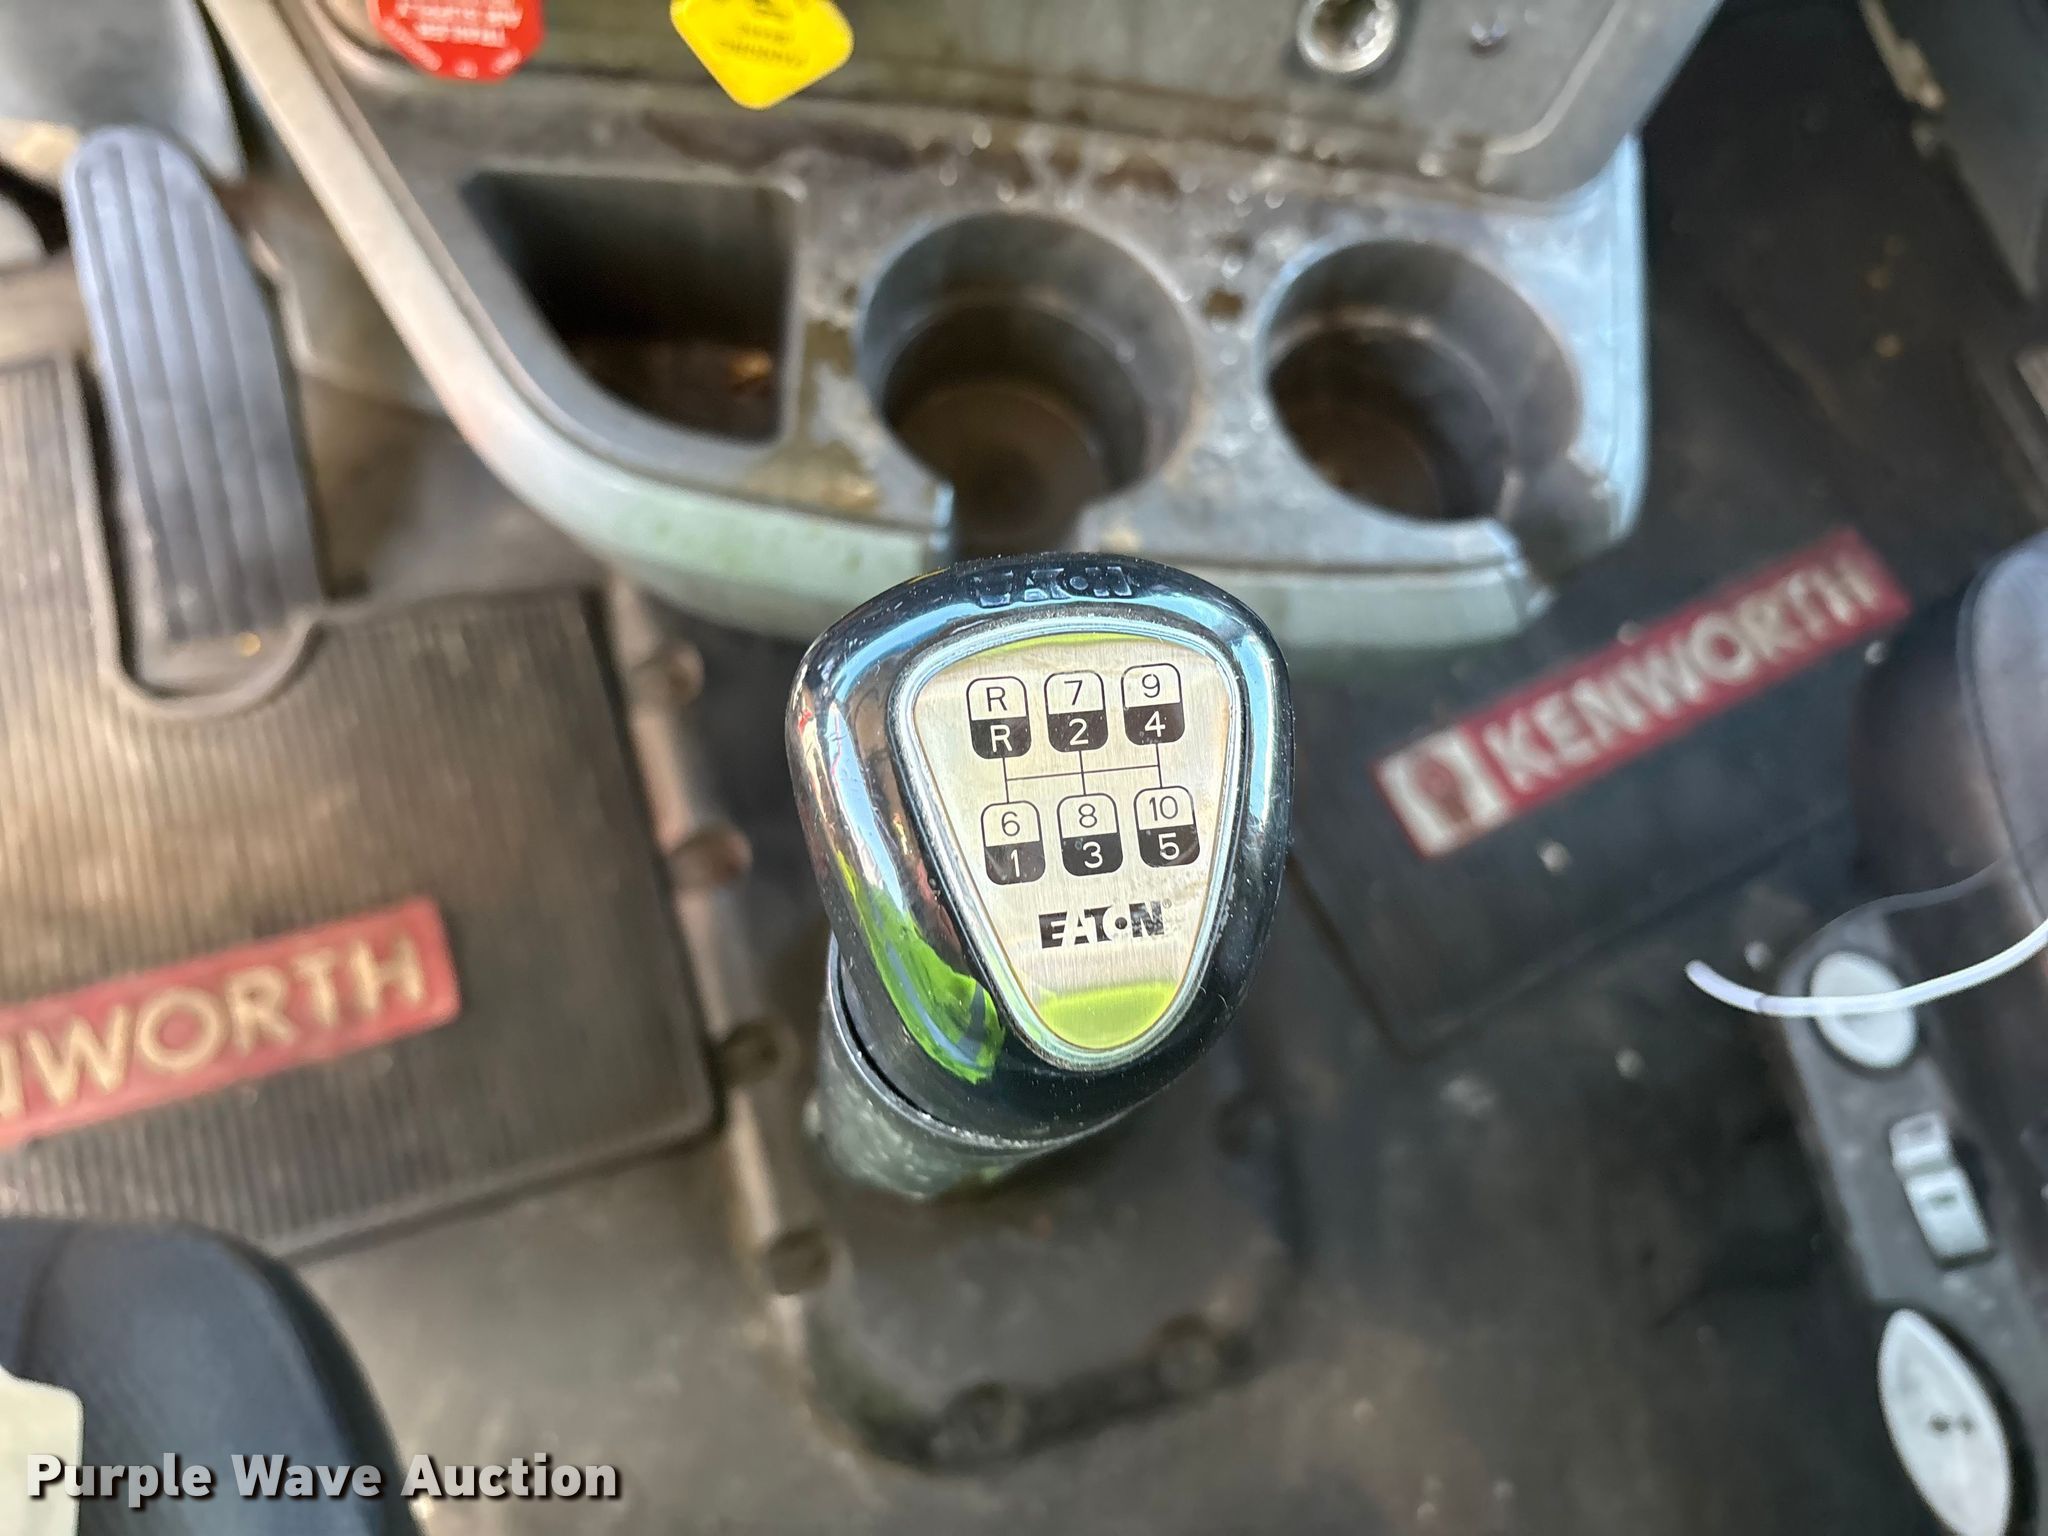 EATON
R 7 9
R 2 4
6 8 10
1 3 5
EATON®
KENWORTH
NWORTH
Purple Wave Auction